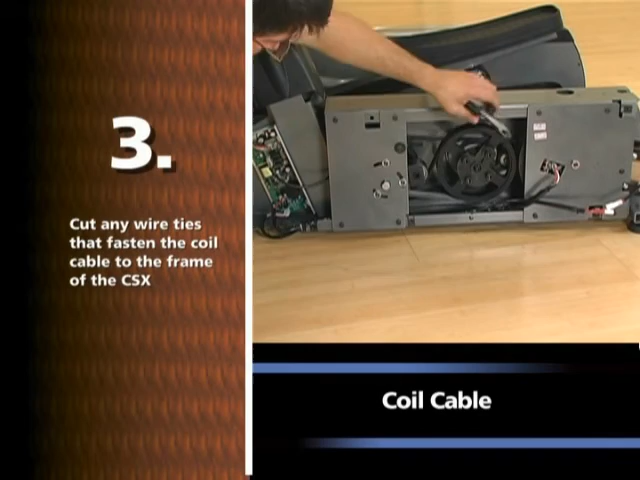 3.
Cut any wire ties
that fasten the coil
cable to the frame
of the CSX
Coil Cable